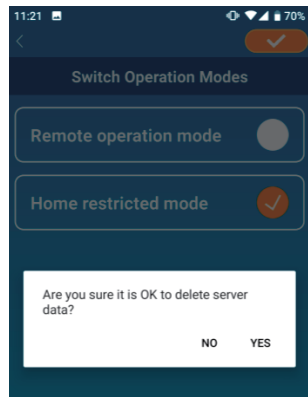 11:21 70%
Switch Operation Modes
Remote operation mode
Home restricted mode
Are you sure it is OK to delete server
data?
NO YES